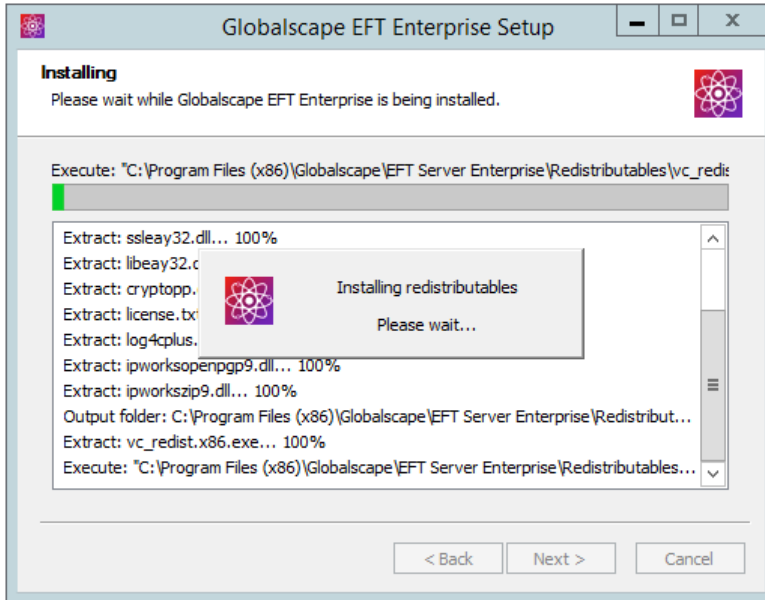 Globalscape EFT Enterprise Setup
Installing
Please wait while Globalscape EFT Enterprise is being installed.
Execute: "C:\Program Files (x86)\Globalscape\EFT Server Enterprise\Redistributables\vc_redis
Extract: ssleay32.dll... 100%
Extract: libeay32.d
Extract: cryptopp.
Extract: license.txt
Extract: log4cplus.
Installing redistributables
Please wait...
Extract: ipworksopenpgp9.dll... 100%
Extract: ipworkszip9.dll... 100%
Output folder: C:\Program Files (x86)\Globalscape\EFT Server Enterprise\Redistribut...
Extract: vc_redist.x86.exe... 100%
Execute: "C:\Program Files (x86)\Globalscape\EFT Server Enterprise\Redistributables...
< Back
Next >
Cancel